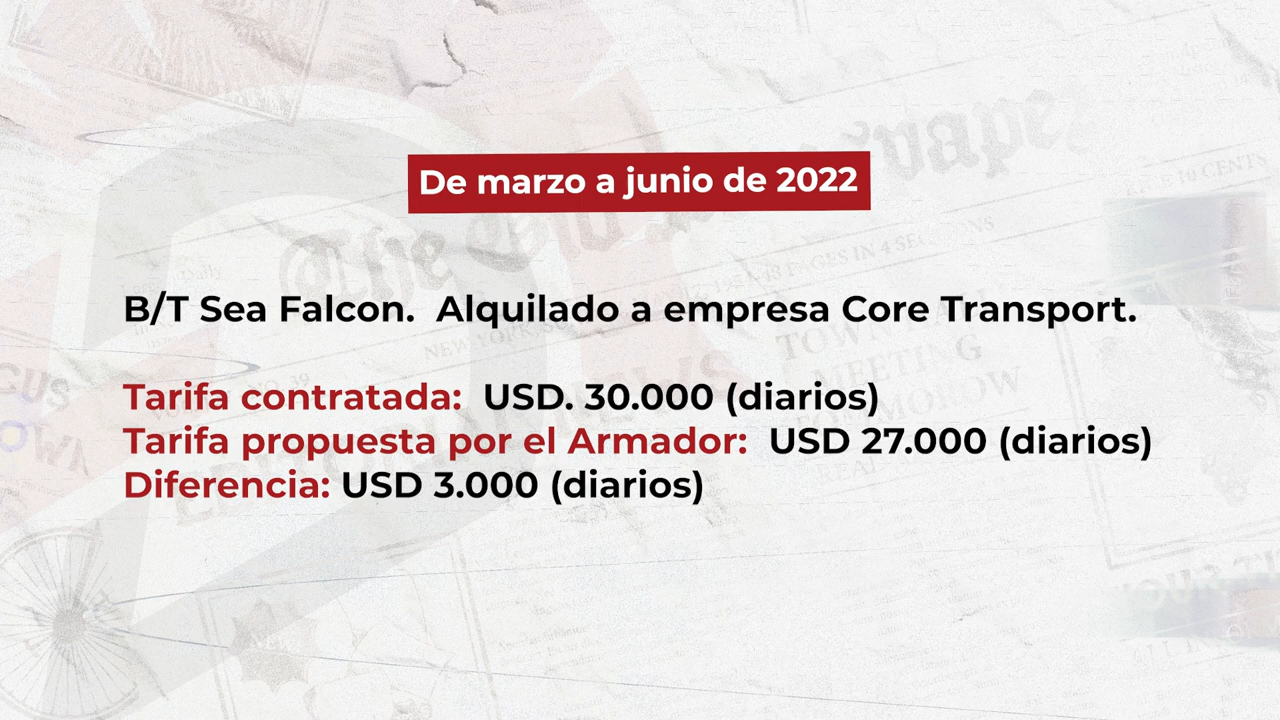 De marzo a junio de 2022
B/T Sea Falcon. Alquilado a empresa Core Transport.
Tarifa contratada: USD. 30.000 (diarios)
Tarifa propuesta por el Armador: USD 27.000 (diarios)
Diferencia: USD 3.000 (diarios)